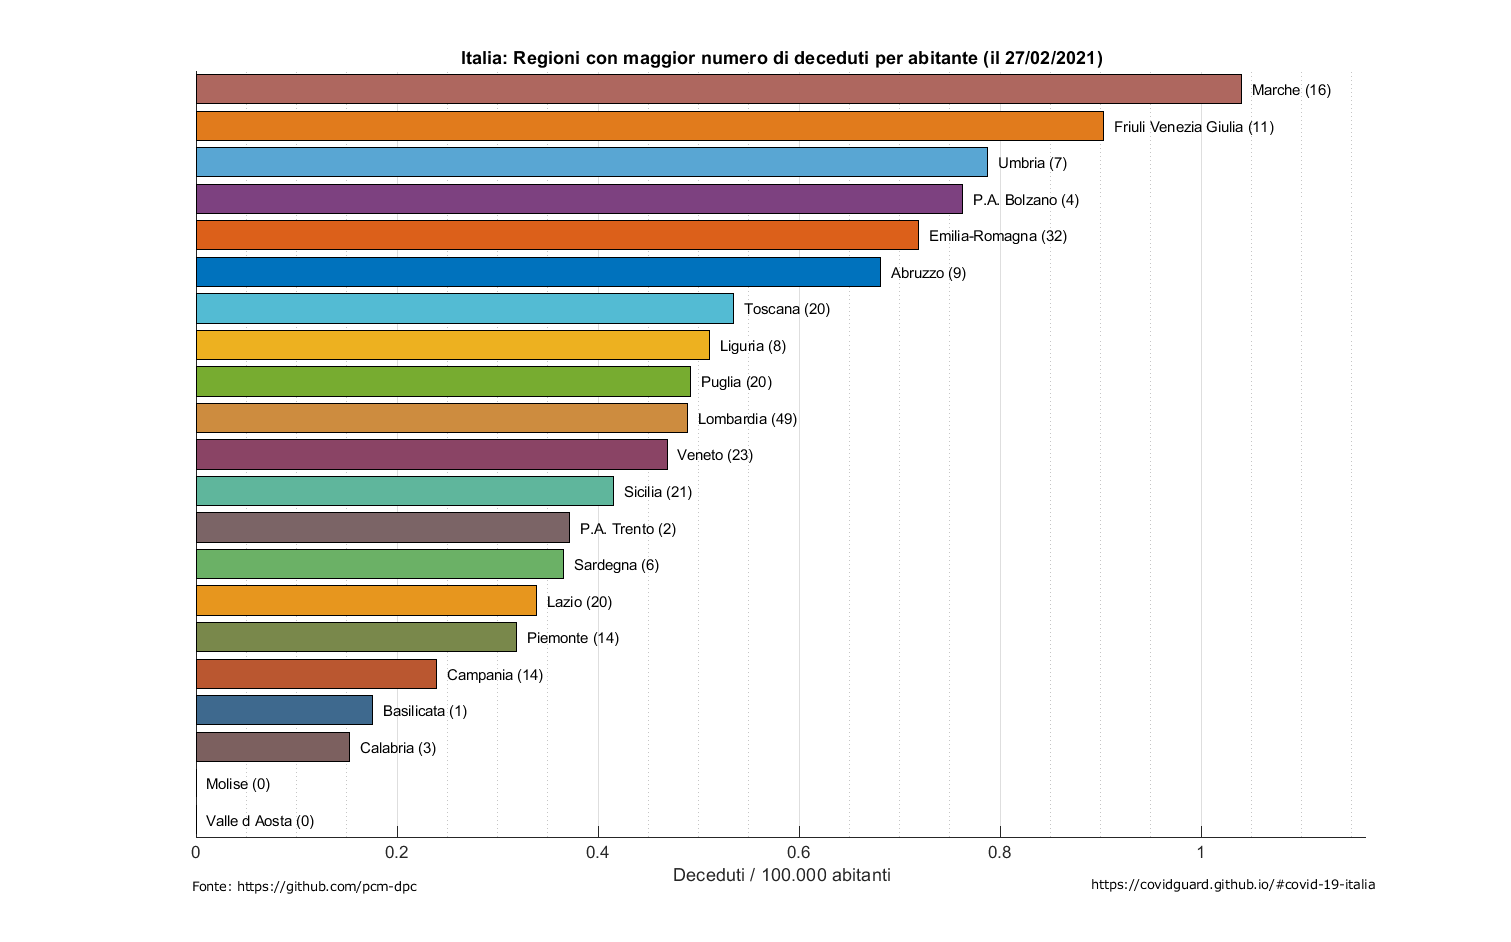 Italia: Regioni con maggior numero di deceduti per abitante (il 27/02/2021)
Marche (16)
Friuli Venezia Giulia (11)
Umbria (7)
P.A. Bolzano (4)
Emilia-Romagna (32)
Abruzzo (9)
Toscana (20)
Liguria (8)
Puglia (20)
Lombardia (49)
Veneto (23)
Sicilia (21)
P.A. Trento (2)
Sardegna (6)
Lazio (20)
Piemonte (14)
Campania (14)
Basilicata (1)
Calabria (3)
Molise (0)
Valle d Aosta (0)
0 0.2 0.4 0.6 0.8 1
Deceduti / 100.000 abitanti
Fonte: https://github.com/pcm-dpc
https://covidguard.github.io/#covid-19-italia